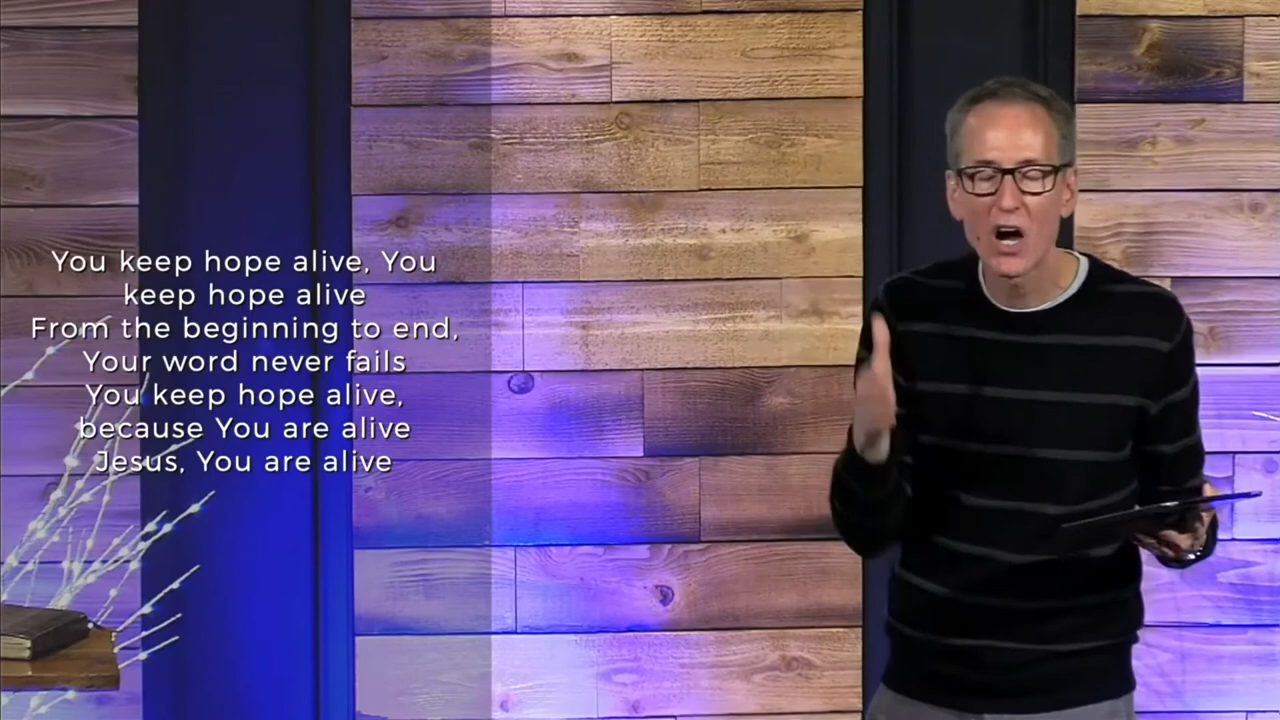 You keep hope alive, You
keep hope alive
From the beginning to end,
Your word never fails
You keep hope alive,
because You are alive
Jesus, You are alive